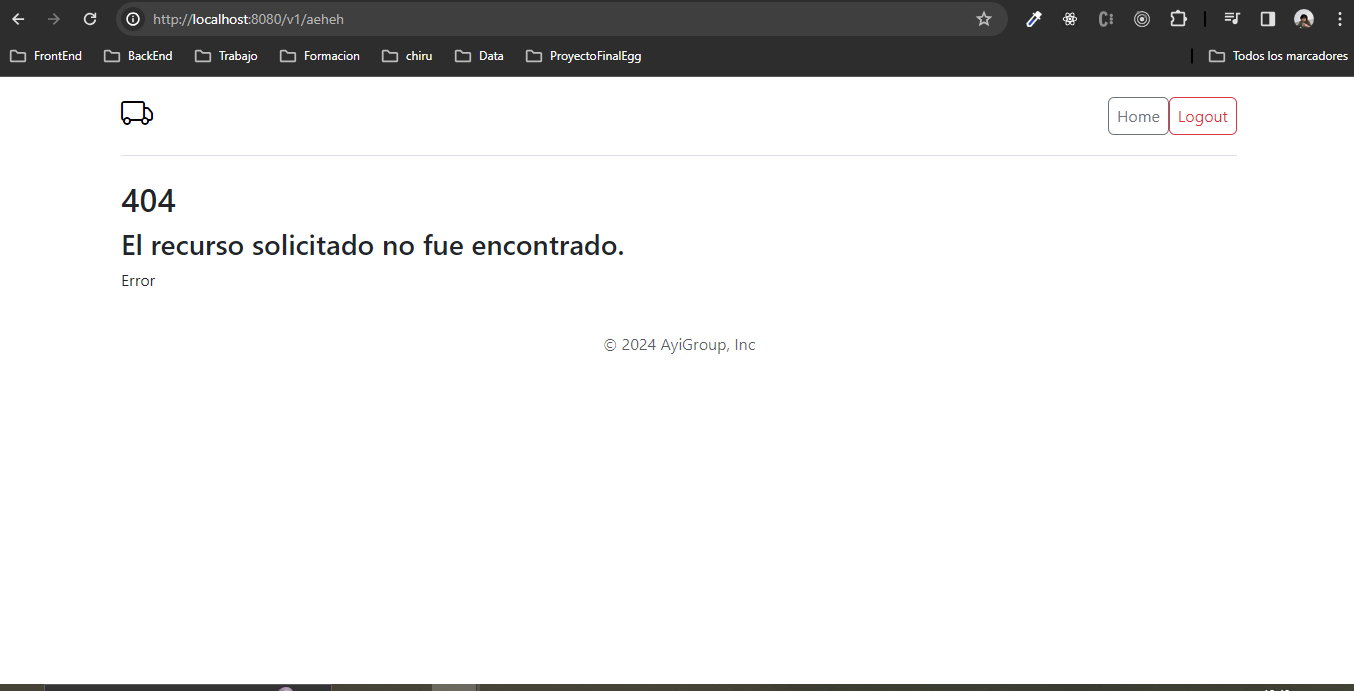 http://localhost:8080/v1/aeheh
FrontEnd BackEnd Trabajo Formacion chiru Data ProyectoFinalEgg Todos los marcadores
Home Logout
404
El recurso solicitado no fue encontrado.
Error
© 2024 AyiGroup, Inc